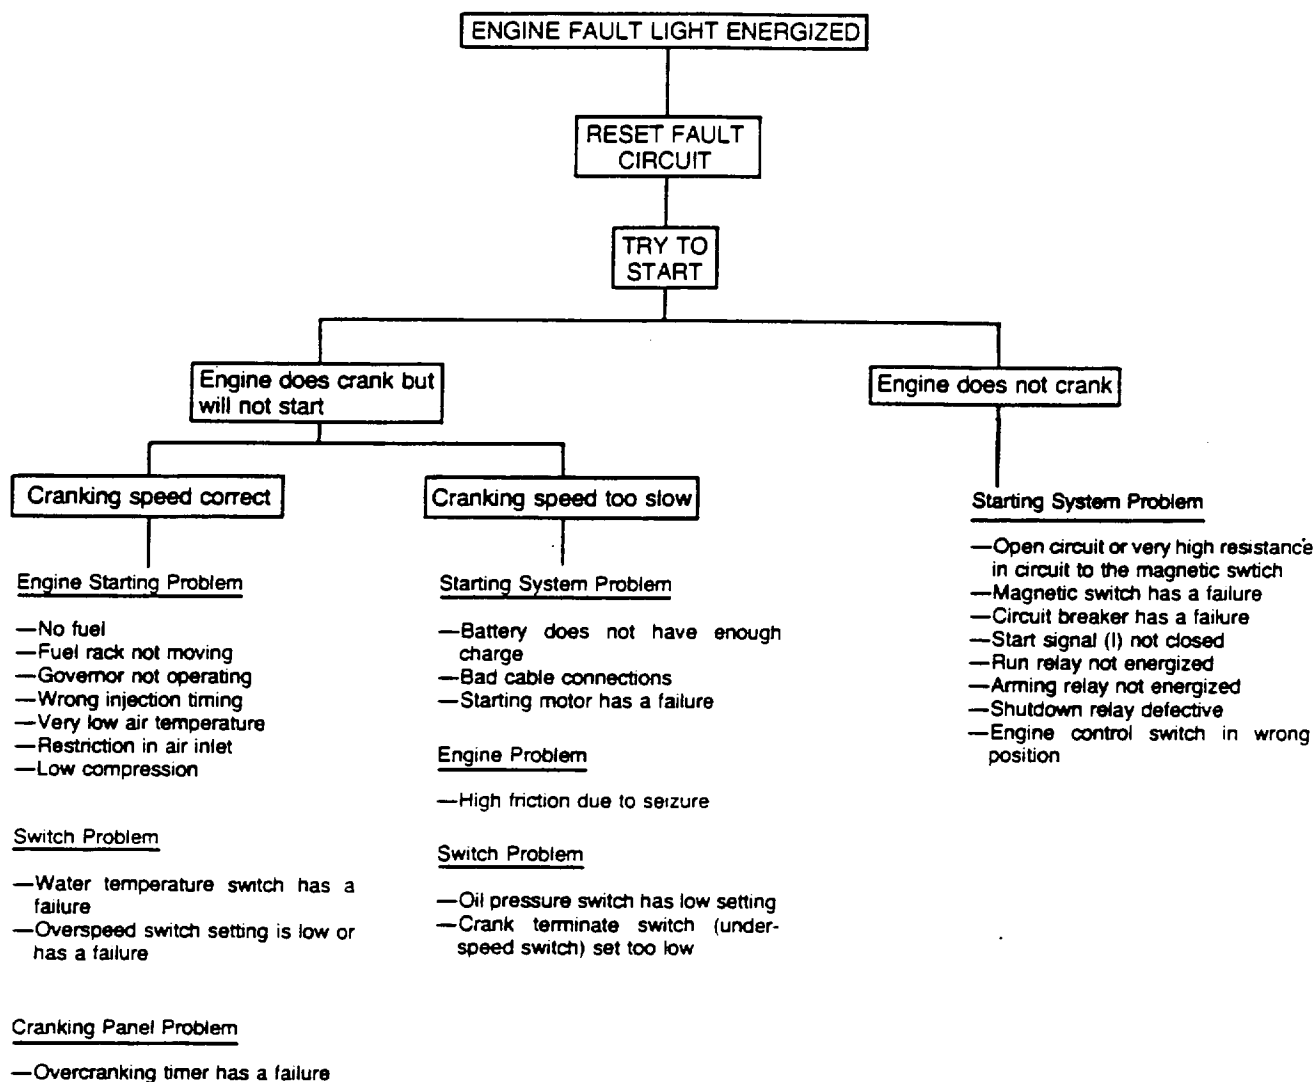 ENGINE FAULT LIGHT ENERGIZED
RESET FAULT
CIRCUIT
TRY TO
START
Engine does crank but
will not start
Engine does not crank
Cranking speed correct
Cranking speed too slow
Engine Starting Problem
—No fuel
—Fuel rack not moving
—Governor not operating
—Wrong injection timing
—Very low air temperature
—Restriction in air inlet
—Low compression
Switch Problem
—Water temperature switch has a
failure
—Overspeed switch setting is low or
has a failure
Cranking Panel Problem
—Overcranking timer has a failure
Starting System Problem
—Battery does not have enough
charge
—Bad cable connections
—Starting motor has a failure
Engine Problem
—High friction due to seizure
Switch Problem
—Oil pressure switch has low setting
—Crank terminate switch (under-
speed switch) set too low
Starting System Problem
—Open circuit or very high resistance
in circuit to the magnetic swtich
—Magnetic switch has a failure
—Circuit breaker has a failure
—Start signal (I) not closed
—Run relay not energized
—Arming relay not energized
—Shutdown relay defective
—Engine control switch in wrong
position